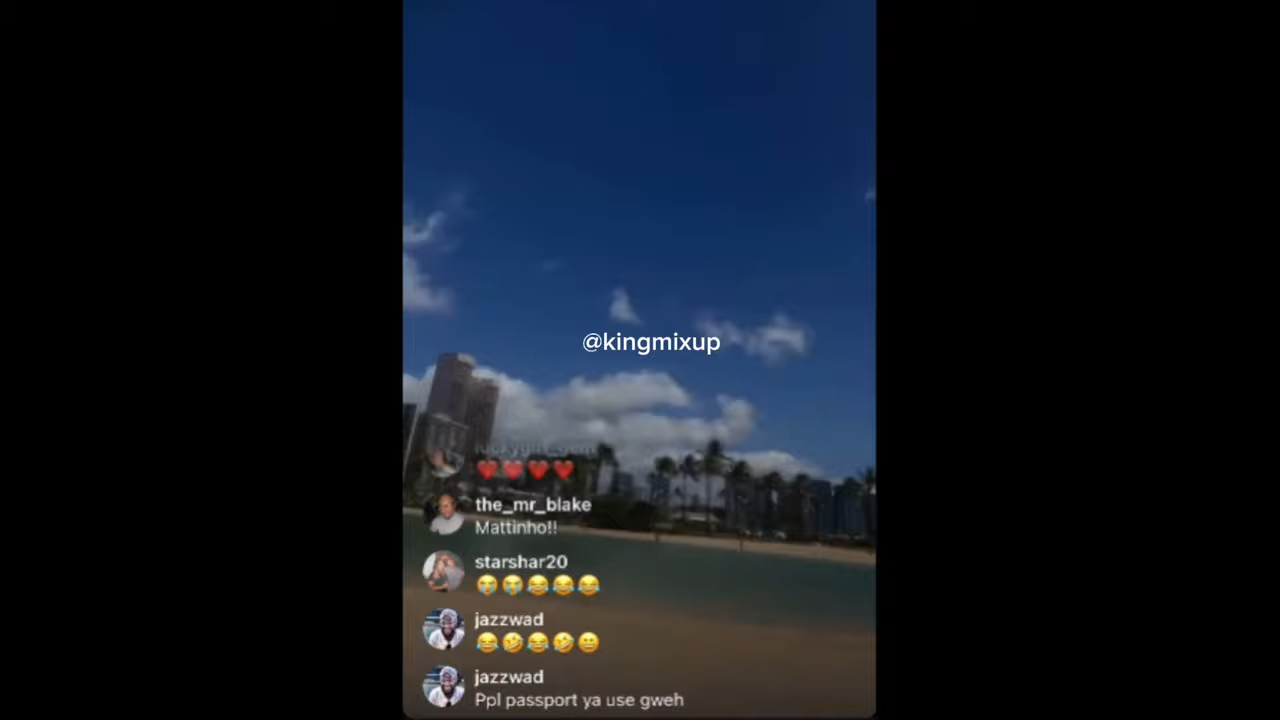 @kingmixup
❤️❤️❤️❤️
the_mr_blake
Mattinho!!
starshar20
😭😭😂😂😂
jazzwad
😂🤣😂🤣😁
jazzwad
Ppl passport ya use gweh